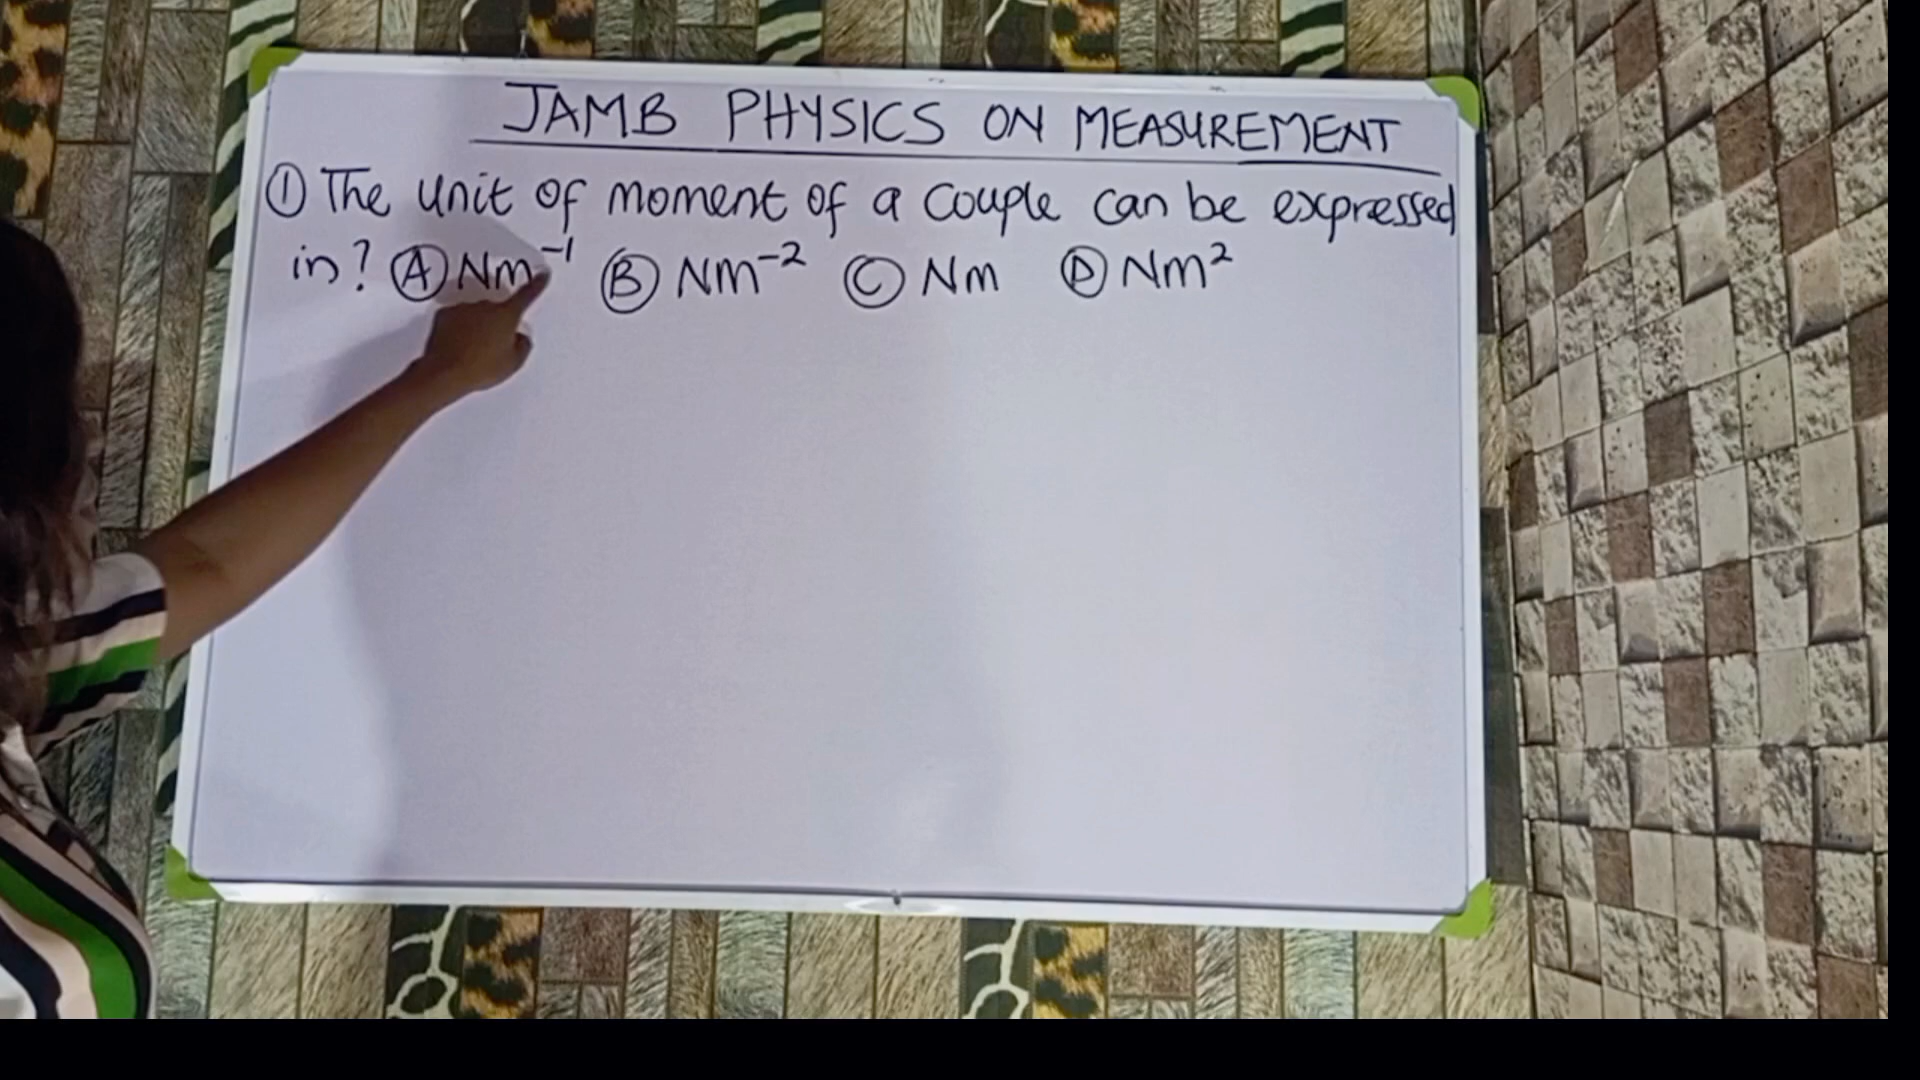 JAMB PHYSICS ON MEASUREMENT
① The unit of moment of a couple can be expressed
in? Ⓐ Nm⁻¹ Ⓑ Nm⁻² Ⓒ Nm Ⓓ Nm²